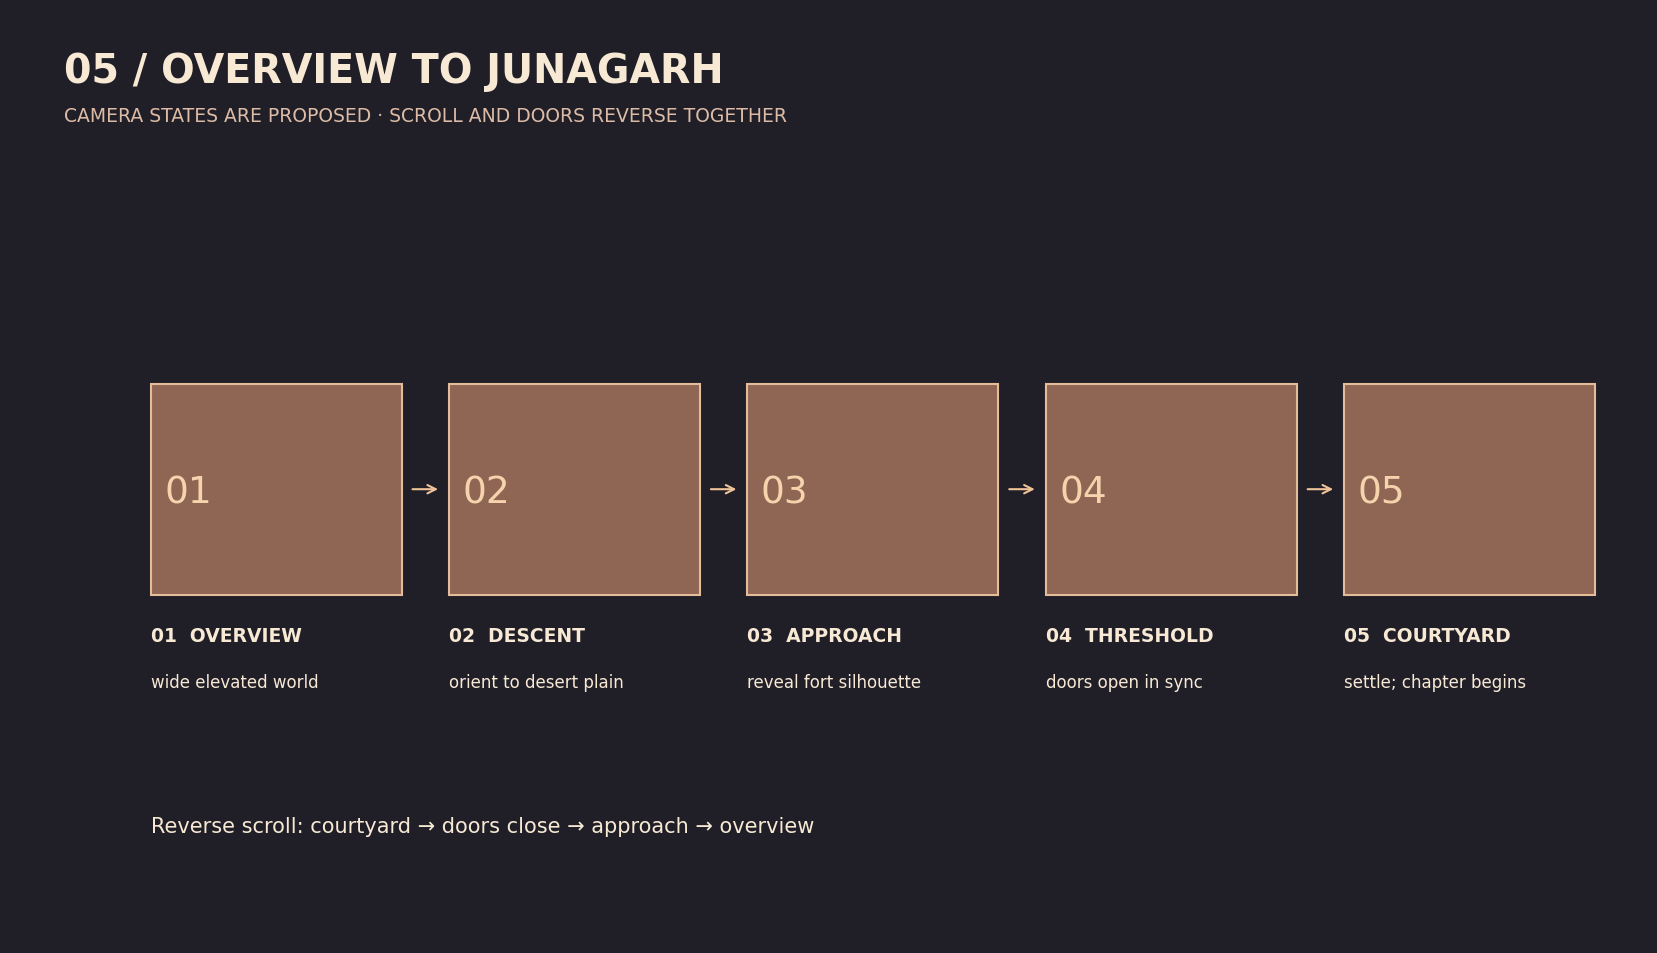 05 / OVERVIEW TO JUNAGARH
CAMERA STATES ARE PROPOSED · SCROLL AND DOORS REVERSE TOGETHER
01 → 02 → 03 → 04 → 05
01 OVERVIEW
wide elevated world
02 DESCENT
orient to desert plain
03 APPROACH
reveal fort silhouette
04 THRESHOLD
doors open in sync
05 COURTYARD
settle; chapter begins
Reverse scroll: courtyard → doors close → approach → overview